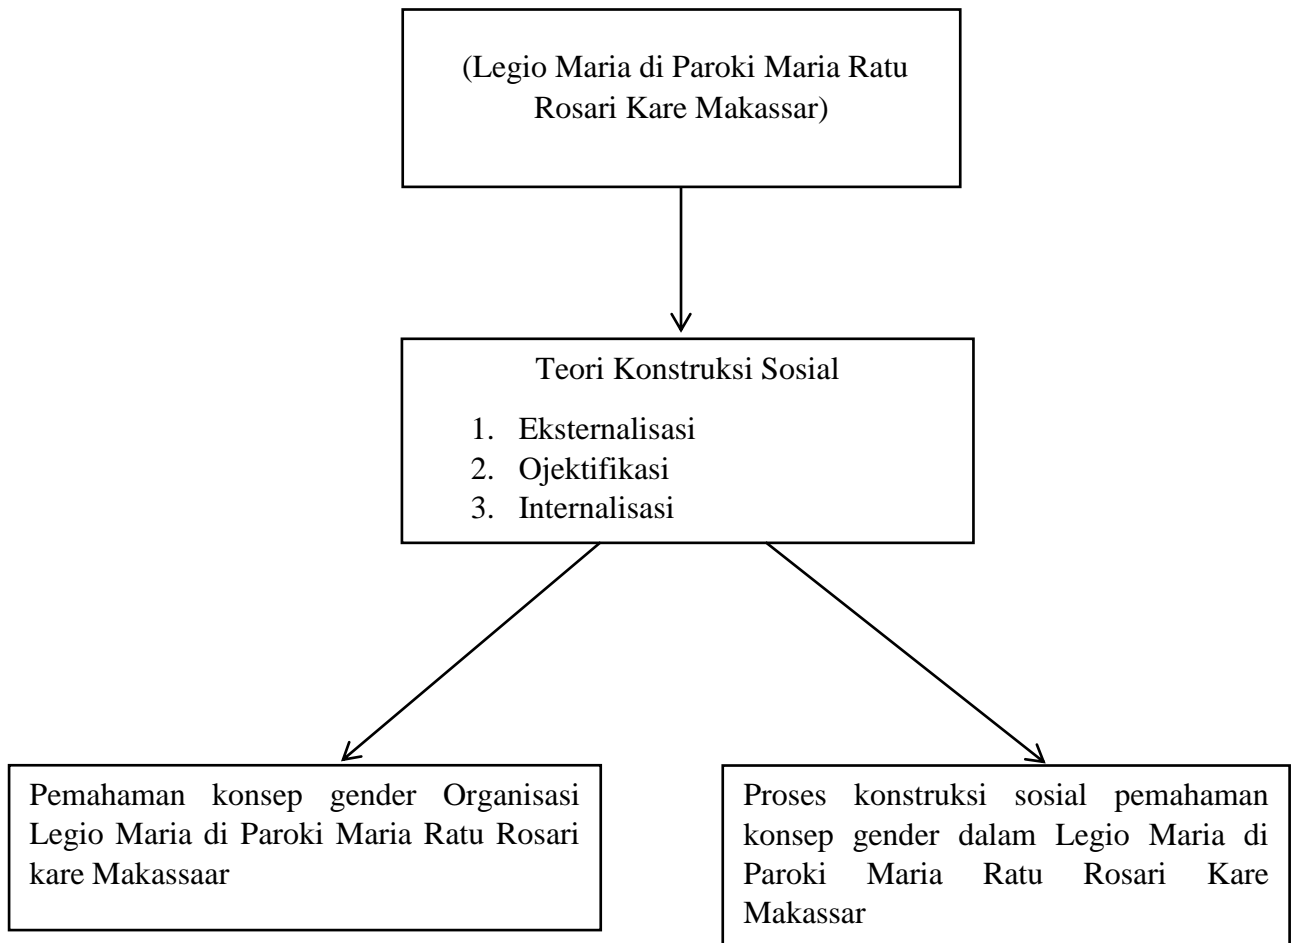 (Legio Maria di Paroki Maria Ratu
Rosari Kare Makassar)
Teori Konstruksi Sosial
1. Eksternalisasi
2. Ojektifikasi
3. Internalisasi
Pemahaman konsep gender Organisasi
Legio Maria di Paroki Maria Ratu Rosari
kare Makassaar
Proses konstruksi sosial pemahaman
konsep gender dalam Legio Maria di
Paroki Maria Ratu Rosari Kare
Makassar